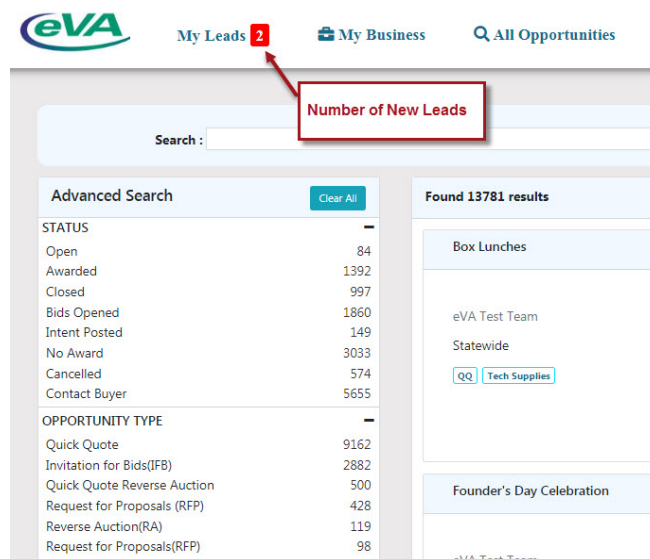 eVA
My Leads 2
My Business
All Opportunities
Number of New Leads
Search :
Advanced Search
Clear All
Found 13781 results
STATUS
Open 84
Awarded 1392
Closed 997
Bids Opened 1860
Intent Posted 149
No Award 3033
Cancelled 574
Contact Buyer 5655
OPPORTUNITY TYPE
Quick Quote 9162
Invitation for Bids(IFB) 2882
Quick Quote Reverse Auction 500
Request for Proposals (RFP) 428
Reverse Auction(RA) 119
Request for Proposals(RFP) 98
Box Lunches
eVA Test Team
Statewide
QQ Tech Supplies
Founder's Day Celebration
eVA Test Team